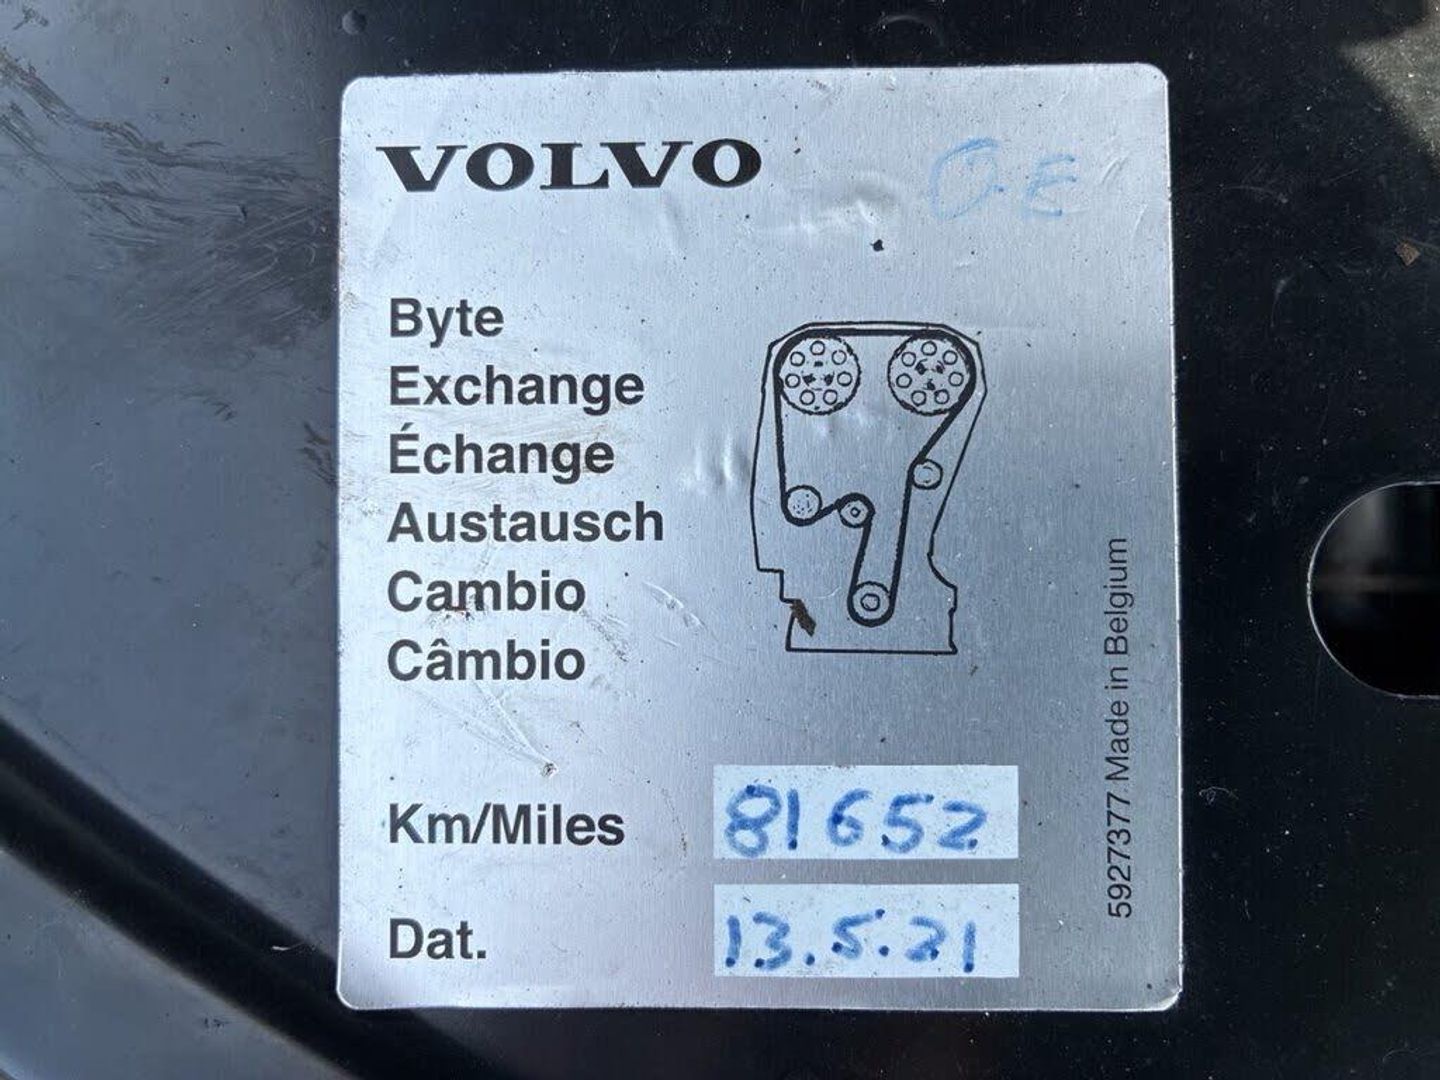 VOLVO
Byte
Exchange
Échange
Austausch
Cambio
Câmbio
Km/Miles 81652
Dat. 13.5.21
5927377 Made in Belgium